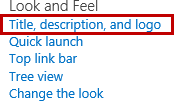 Look and Feel
Title, description, and logo
Quick launch
Top link bar
Tree view
Change the look